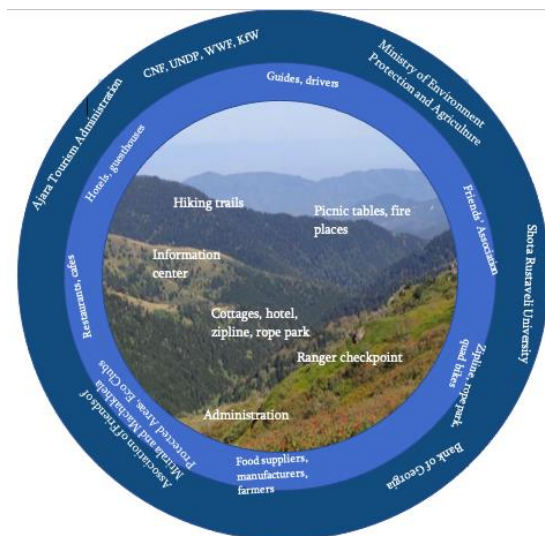 CNF, UNDP, WWF, KfW
Ministry of Environment
Protection and Agriculture
Guides, drivers
Ajara Tourism Administration
Hotels, guesthouses
Hiking trails
Picnic tables, fire
places
Friends' Association
Shota Rustaveli University
Information
center
Restaurants, cafes
Cottages, hotel,
zipline, rope park
Ranger checkpoint
Zipline, rope park,
quad bikes
Administration
Association of Friends of
Mtirala and Machakhela
Protected Areas, Eco Clubs
Food suppliers,
manufacturers,
farmers
Bank of Georgia